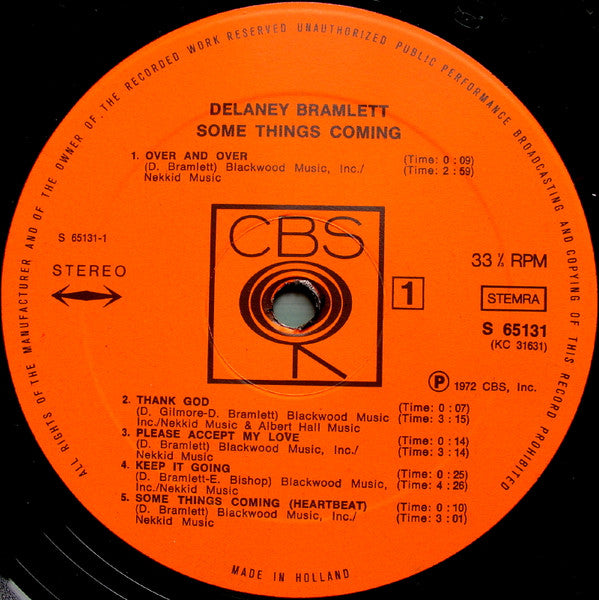 ALL RIGHTS OF THE MANUFACTURER AND OF THE OWNER OF THE RECORDED WORK RESERVED UNAUTHORIZED PUBLIC PERFORMANCE BROADCASTING AND COPYING OF THIS RECORD PROHIBITED
DELANEY BRAMLETT
SOME THINGS COMING
1. OVER AND OVER (Time: 0 : 09)
(D. Bramlett) Blackwood Music, Inc./ (Time: 2 : 59)
Nekkid Music
S 65131-1
STEREO
CBS
1
33⅓ RPM
STEMRA
S 65131
(KC 31631)
Ⓟ 1972 CBS, Inc.
2. THANK GOD (Time: 0 : 07)
(D. Gilmore-D. Bramlett) Blackwood Music (Time: 3 : 15)
Inc./Nekkid Music & Albert Hall Music
3. PLEASE ACCEPT MY LOVE (Time: 0 : 14)
(D. Bramlett) Blackwood Music, Inc./ (Time: 3 : 14)
Nekkid Music
4. KEEP IT GOING (Time: 0 : 25)
(D. Bramlett-E. Bishop) Blackwood Music, (Time: 4 : 26)
Inc./Nekkid Music
5. SOME THINGS COMING (HEARTBEAT) (Time: 0 : 10)
(D. Bramlett) Blackwood Music, Inc./ (Time: 3 : 01)
Nekkid Music
MADE IN HOLLAND